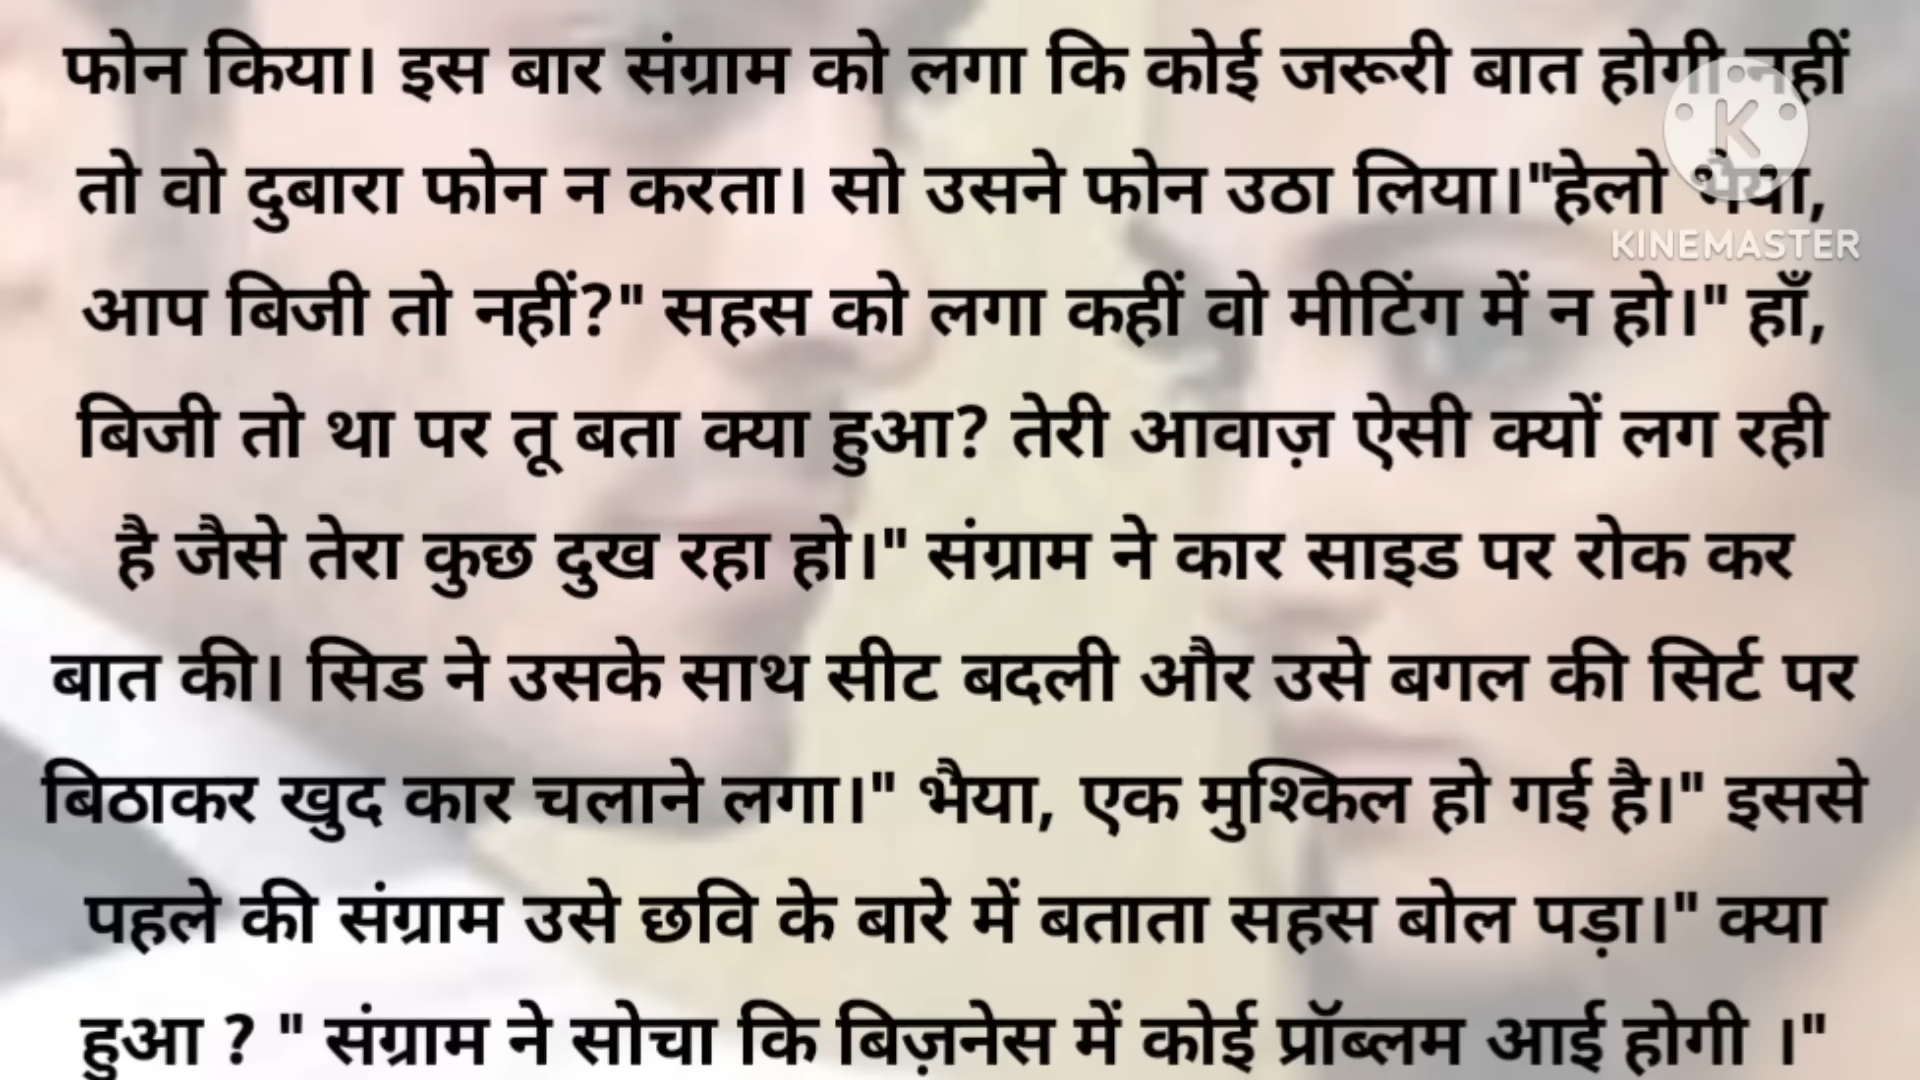 फोन किया। इस बार संग्राम को लगा कि कोई जरूरी बात होगी नहीं
तो वो दुबारा फोन न करता। सो उसने फोन उठा लिया।"हेलो भैया,
KINEMASTER
आप बिजी तो नहीं?" सहस को लगा कहीं वो मीटिंग में न हो।" हाँ,
बिजी तो था पर तू बता क्या हुआ? तेरी आवाज़ ऐसी क्यों लग रही
है जैसे तेरा कुछ दुख रहा हो।" संग्राम ने कार साइड पर रोक कर
बात की। सिड ने उसके साथ सीट बदली और उसे बगल की सिर्ट पर
बिठाकर खुद कार चलाने लगा।" भैया, एक मुश्किल हो गई है।" इससे
पहले की संग्राम उसे छवि के बारे में बताता सहस बोल पड़ा।" क्या
हुआ ? " संग्राम ने सोचा कि बिज़नेस में कोई प्रॉब्लम आई होगी ।"